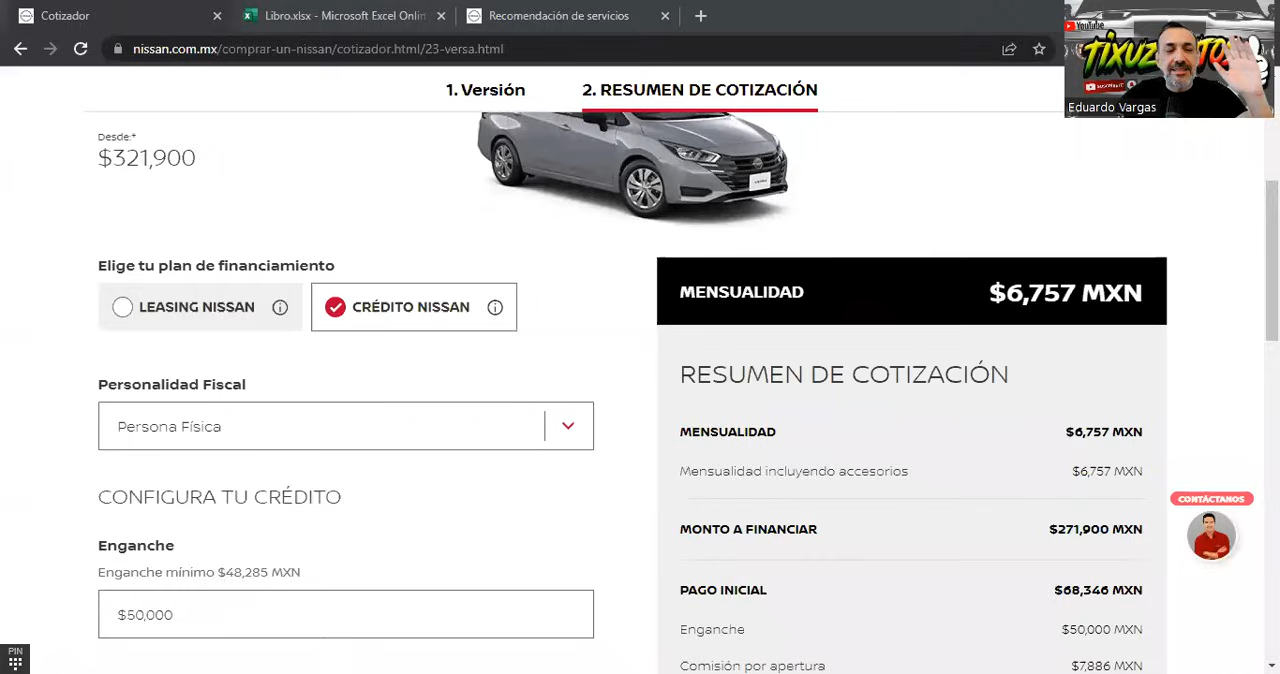 Cotizador
Libro.xlsx - Microsoft Excel Onlin
Recomendación de servicios
nissan.com.mx/comprar-un-nissan/cotizador.html/23-versa.html
YouTube
Eduardo Vargas
1. Versión
2. RESUMEN DE COTIZACIÓN
Desde:*
$321,900
Elige tu plan de financiamiento
LEASING NISSAN
CRÉDITO NISSAN
MENSUALIDAD
$6,757 MXN
Personalidad Fiscal
Persona Física
RESUMEN DE COTIZACIÓN
MENSUALIDAD
$6,757 MXN
Mensualidad incluyendo accesorios
$6,757 MXN
CONFIGURA TU CRÉDITO
MONTO A FINANCIAR
$271,900 MXN
CONTÁCTANOS
Enganche
Enganche mínimo $48,285 MXN
$50,000
PAGO INICIAL
$68,346 MXN
Enganche
$50,000 MXN
Comisión por apertura
$7,886 MXN
PIN